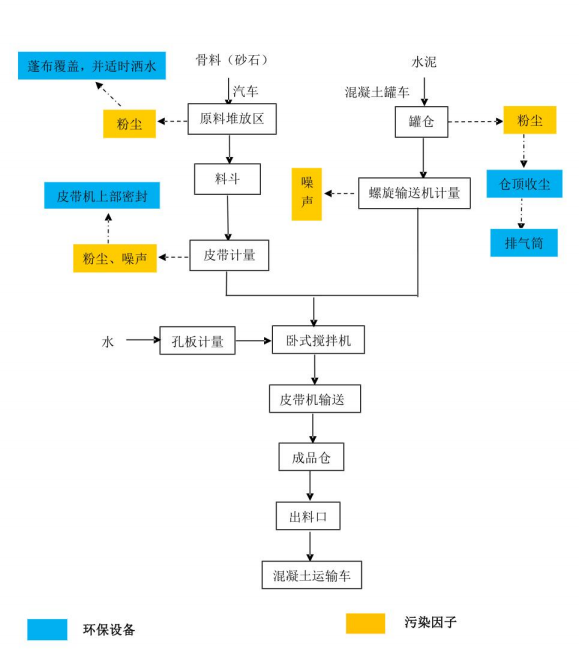 骨料（砂石）
水泥
蓬布覆盖，并适时洒水
汽车
混凝土罐车
粉尘
原料堆放区
罐仓
粉尘
料斗
噪
声
螺旋输送机计量
仓顶收尘
皮带机上部密封
粉尘、噪声
皮带计量
排气筒
水
孔板计量
卧式搅拌机
皮带机输送
成品仓
出料口
混凝土运输车
环保设备
污染因子